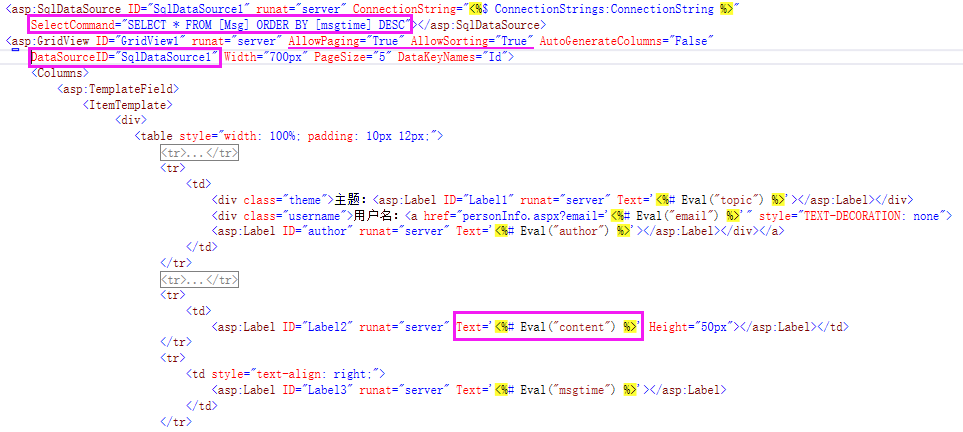 <asp:SqlDataSource ID="SqlDataSource1" runat="server" ConnectionString="<%$ ConnectionStrings:ConnectionString %>"
SelectCommand="SELECT * FROM [Msg] ORDER BY [msgtime] DESC"></asp:SqlDataSource>
<asp:GridView ID="GridView1" runat="server" AllowPaging="True" AllowSorting="True" AutoGenerateColumns="False"
DataSourceID="SqlDataSource1" Width="700px" PageSize="5" DataKeyNames="Id">
<Columns>
<asp:TemplateField>
<ItemTemplate>
<div>
<table style="width: 100%; padding: 10px 12px;">
<tr>...</tr>
<tr>
<td>
<div class="theme">主题：<asp:Label ID="Label1" runat="server" Text='<%# Eval("topic") %>'></asp:Label></div>
<div class="username">用户名：<a href="personInfo.aspx?email='<%# Eval("email") %>'" style="TEXT-DECORATION: none">
<asp:Label ID="author" runat="server" Text='<%# Eval("author") %>'></asp:Label></div></a>
</td>
</tr>
<tr>...</tr>
<tr>
<td>
<asp:Label ID="Label2" runat="server" Text='<%# Eval("content") %>' Height="50px"></asp:Label></td>
</tr>
<tr>
<td style="text-align: right;">
<asp:Label ID="Label3" runat="server" Text='<%# Eval("msgtime") %>'></asp:Label>
</td>
</tr>